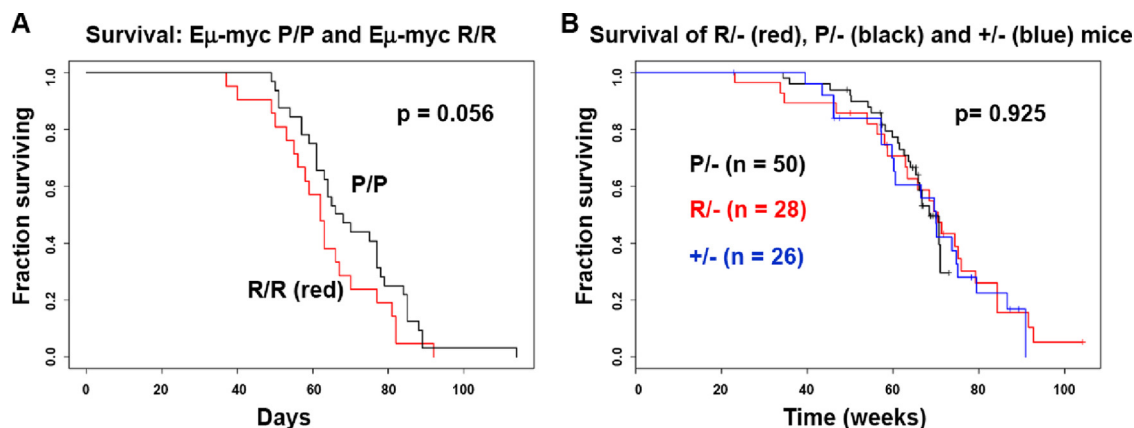 A
Survival: Eµ-myc P/P and Eµ-myc R/R
p = 0.056
P/P
R/R (red)
Fraction surviving
0.0
0.2
0.4
0.6
0.8
1.0
0
20
40
60
80
100
Days
B
Survival of R/- (red), P/- (black) and +/- (blue) mice
p= 0.925
P/- (n = 50)
R/- (n = 28)
+/- (n = 26)
Fraction surviving
0.0
0.2
0.4
0.6
0.8
1.0
0
20
40
60
80
100
Time (weeks)